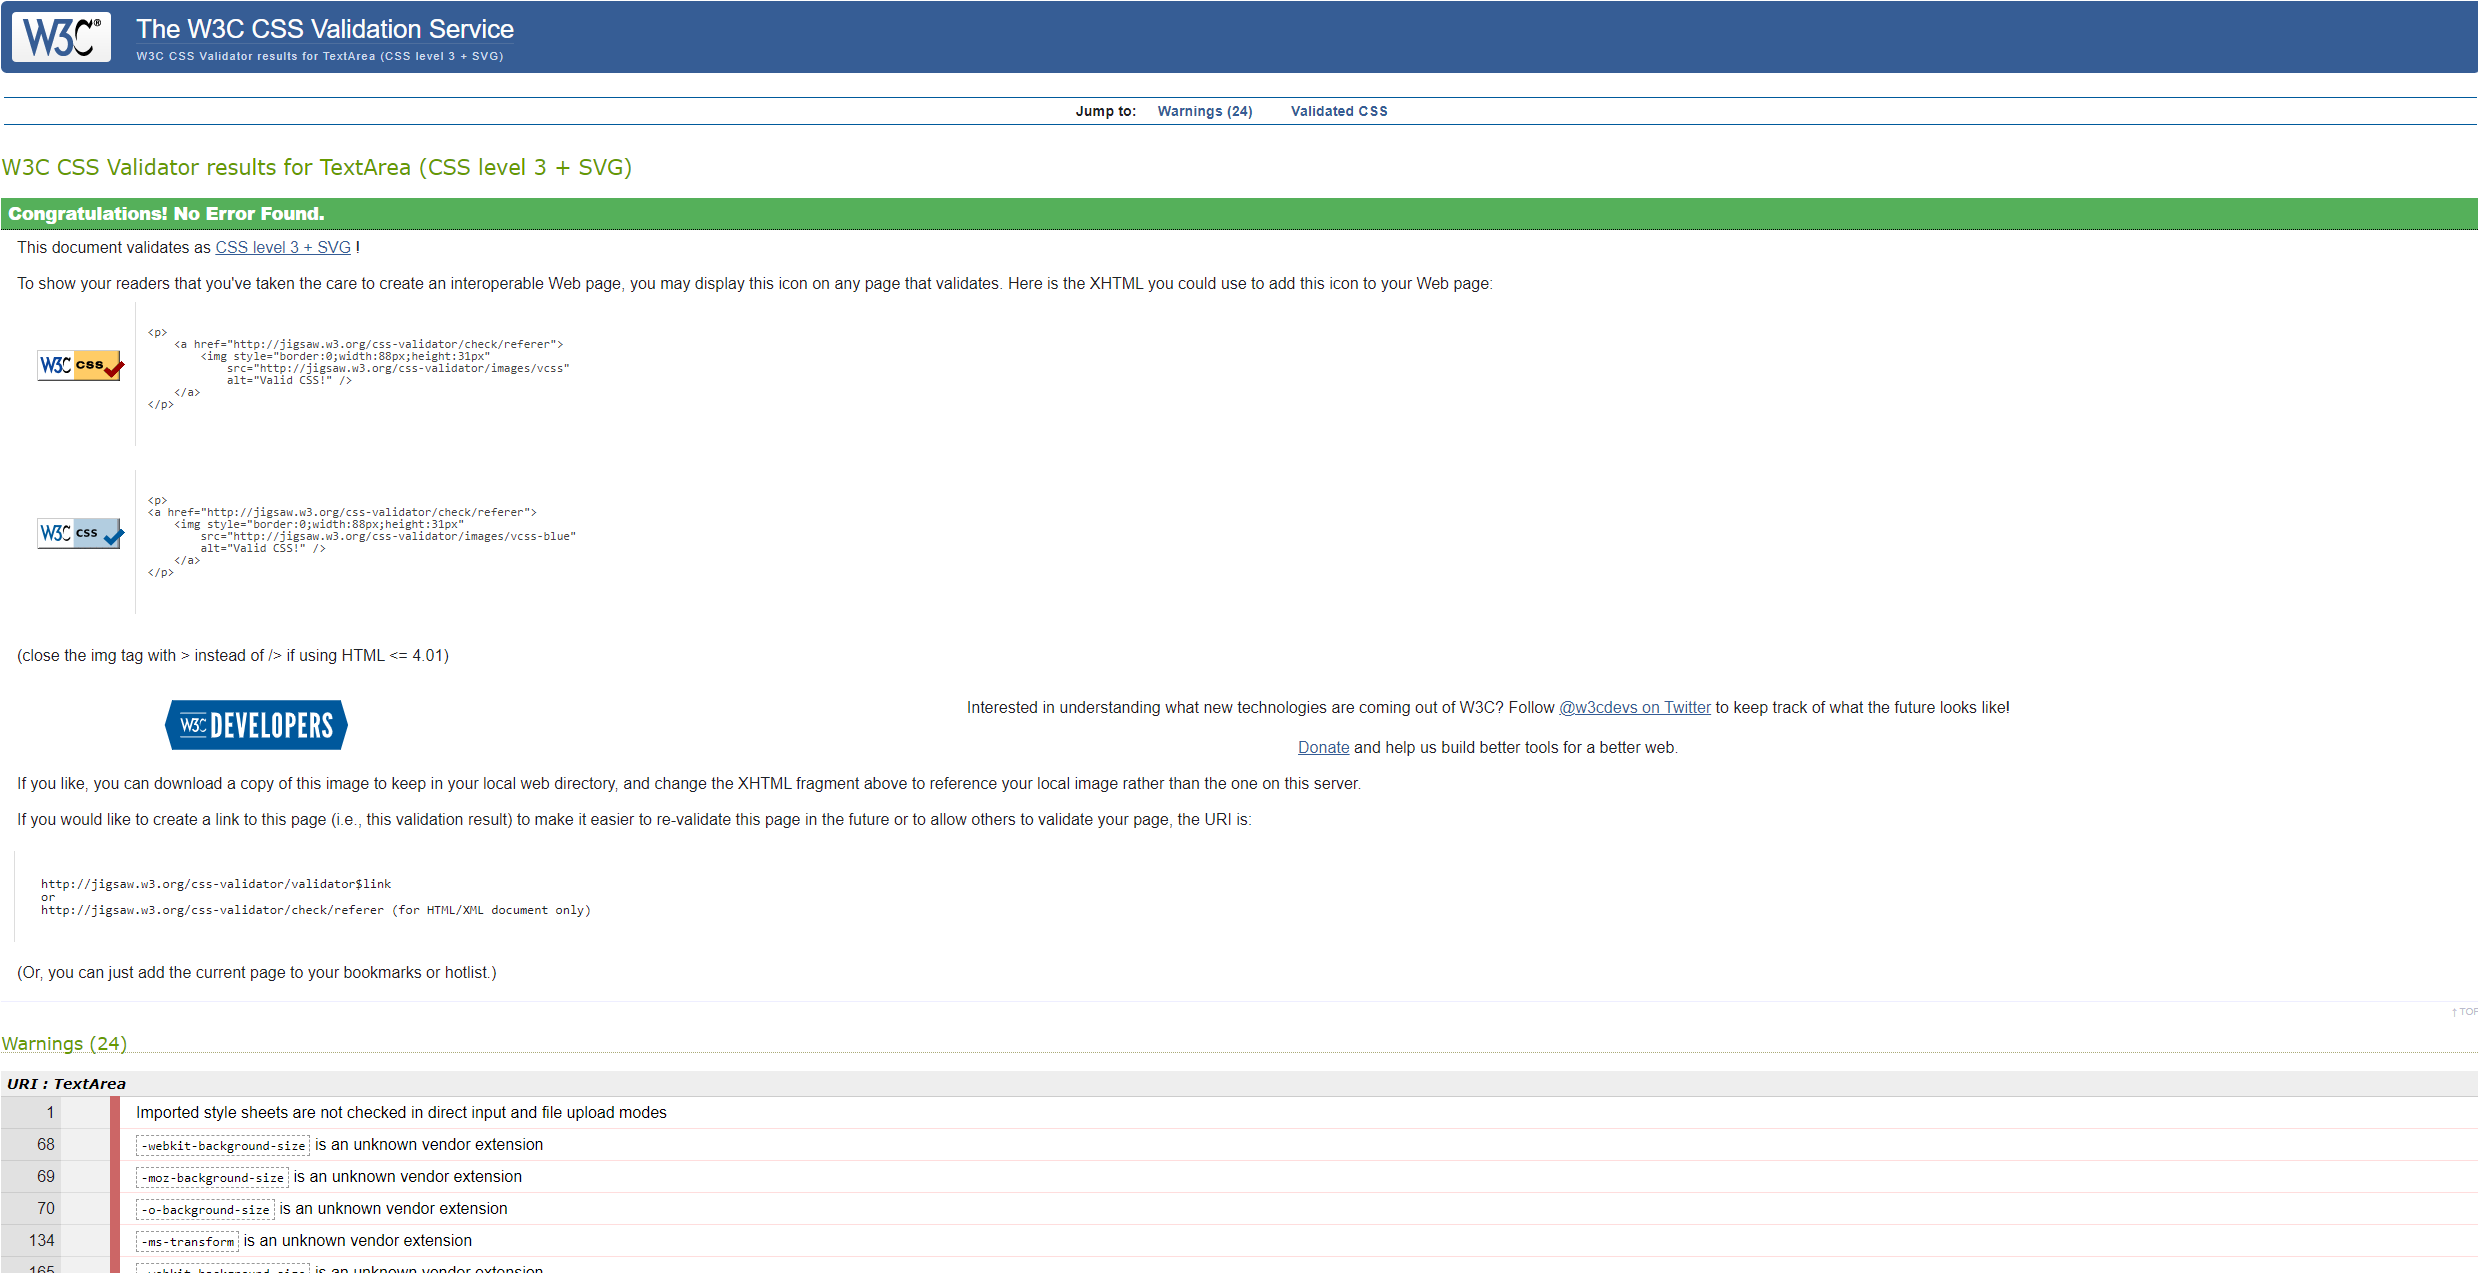 W3C®
The W3C CSS Validation Service
W3C CSS Validator results for TextArea (CSS level 3 + SVG)
Jump to: Warnings (24) Validated CSS
W3C CSS Validator results for TextArea (CSS level 3 + SVG)
Congratulations! No Error Found.
This document validates as CSS level 3 + SVG !
To show your readers that you've taken the care to create an interoperable Web page, you may display this icon on any page that validates. Here is the XHTML you could use to add this icon to your Web page:
W3C css
<p>
<a href="http://jigsaw.w3.org/css-validator/check/referer">
<img style="border:0;width:88px;height:31px"
src="http://jigsaw.w3.org/css-validator/images/vcss"
alt="Valid CSS!" />
</a>
</p>
W3C css
<p>
<a href="http://jigsaw.w3.org/css-validator/check/referer">
<img style="border:0;width:88px;height:31px"
src="http://jigsaw.w3.org/css-validator/images/vcss-blue"
alt="Valid CSS!" />
</a>
</p>
(close the img tag with > instead of /> if using HTML <= 4.01)
W3C DEVELOPERS
Interested in understanding what new technologies are coming out of W3C? Follow @w3cdevs on Twitter to keep track of what the future looks like!
Donate and help us build better tools for a better web.
If you like, you can download a copy of this image to keep in your local web directory, and change the XHTML fragment above to reference your local image rather than the one on this server.
If you would like to create a link to this page (i.e., this validation result) to make it easier to re-validate this page in the future or to allow others to validate your page, the URI is:
http://jigsaw.w3.org/css-validator/validator$link
or
http://jigsaw.w3.org/css-validator/check/referer (for HTML/XML document only)
(Or, you can just add the current page to your bookmarks or hotlist.)
↑ TOP
Warnings (24)
URI : TextArea
1 Imported style sheets are not checked in direct input and file upload modes
68 -webkit-background-size is an unknown vendor extension
69 -moz-background-size is an unknown vendor extension
70 -o-background-size is an unknown vendor extension
134 -ms-transform is an unknown vendor extension
165 -webkit-background-size is an unknown vendor extension